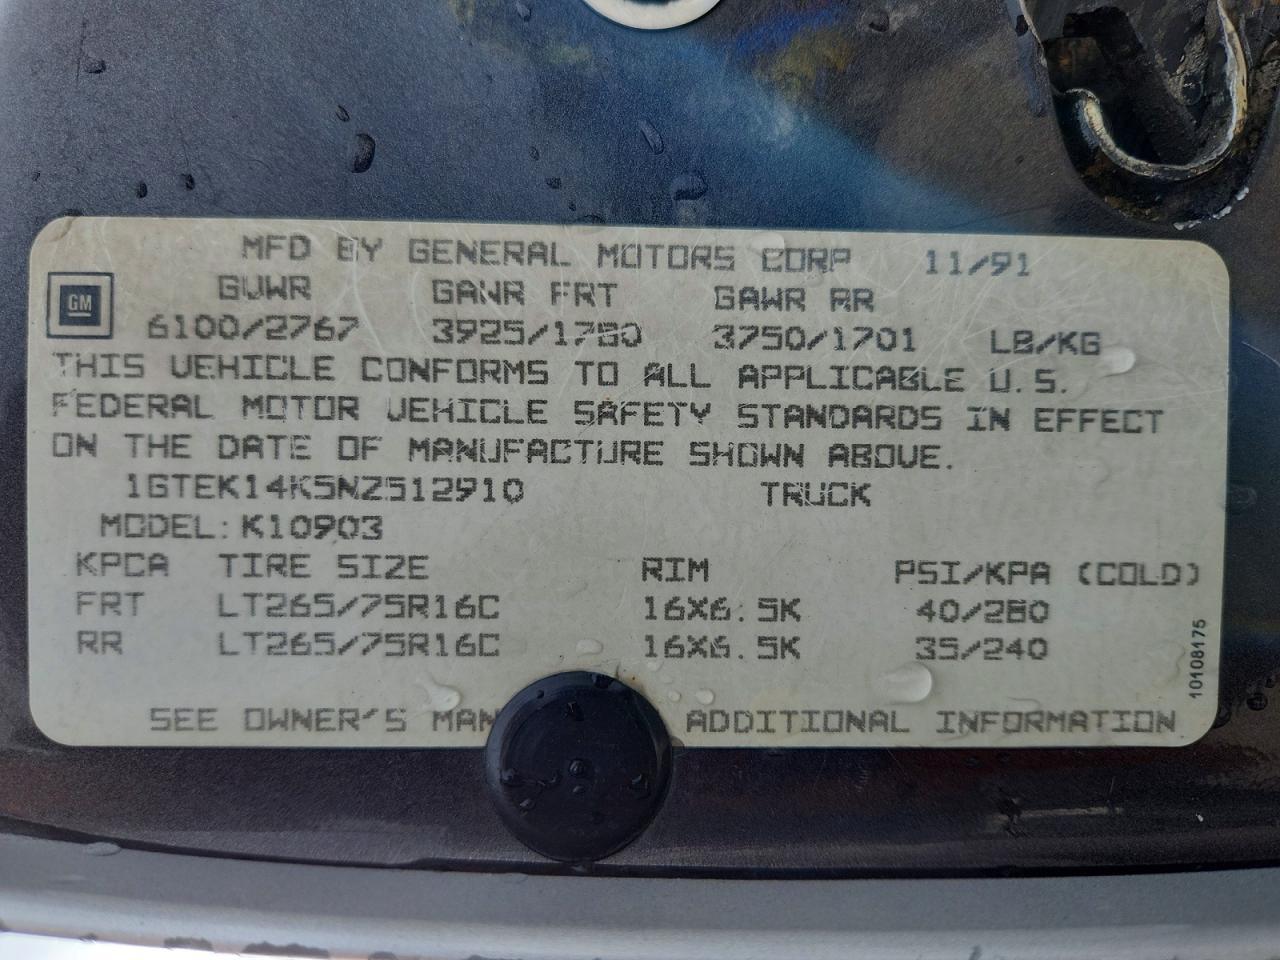 MFD BY GENERAL MOTORS CORP 11/91
GM
GVWR GAWR FRT GAWR RR
6100/2767 3925/1780 3750/1701 LB/KG
THIS VEHICLE CONFORMS TO ALL APPLICABLE U.S.
FEDERAL MOTOR VEHICLE SAFETY STANDARDS IN EFFECT
ON THE DATE OF MANUFACTURE SHOWN ABOVE.
1GTEK14K5NZ512910 TRUCK
MODEL: K10903
KPCA TIRE SIZE RIM PSI/KPA (COLD)
FRT LT265/75R16C 16X6.5K 40/280
RR LT265/75R16C 16X6.5K 35/240
10108175
SEE OWNER'S MAN ADDITIONAL INFORMATION